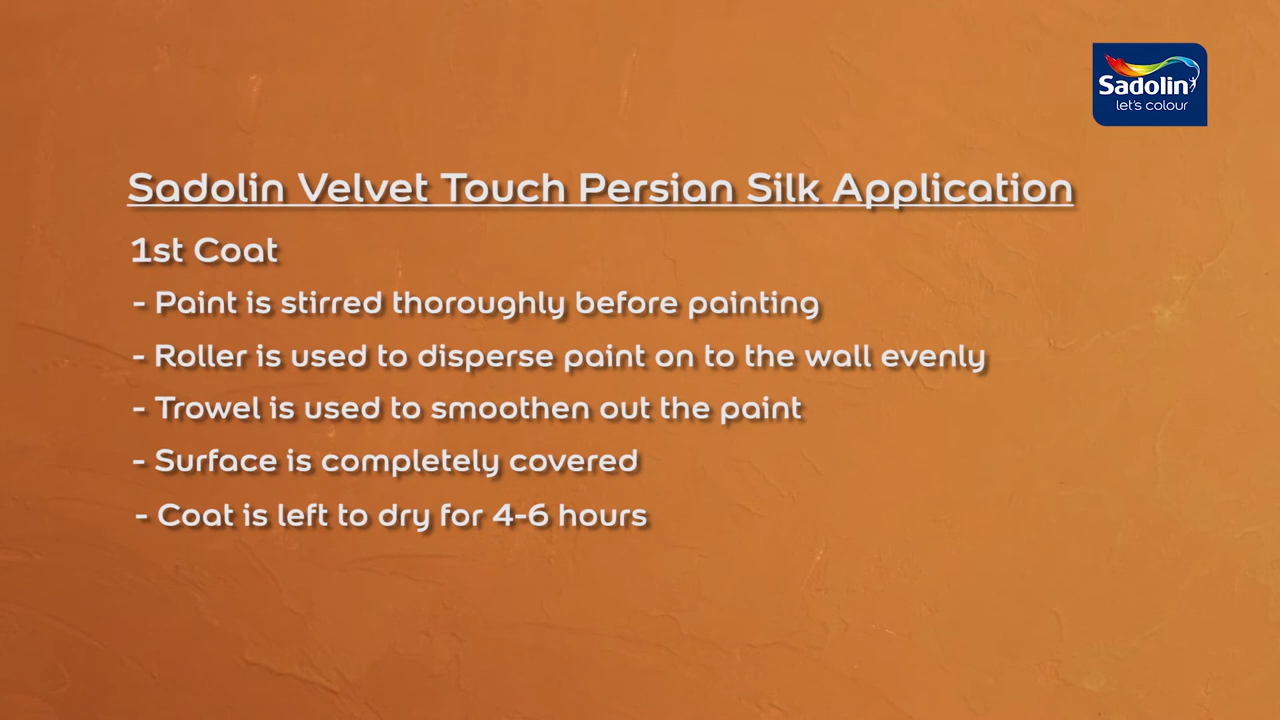 Sadolin
let's colour
Sadolin Velvet Touch Persian Silk Application
1st Coat
- Paint is stirred thoroughly before painting
- Roller is used to disperse paint on to the wall evenly
- Trowel is used to smoothen out the paint
- Surface is completely covered
- Coat is left to dry for 4-6 hours